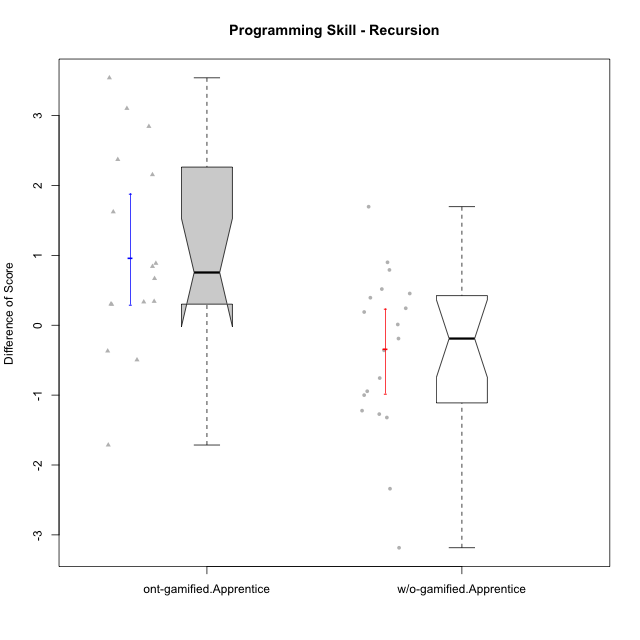 Programming Skill - Recursion
Difference of Score
3
2
1
0
-1
-2
-3
ont-gamified.Apprentice
w/o-gamified.Apprentice